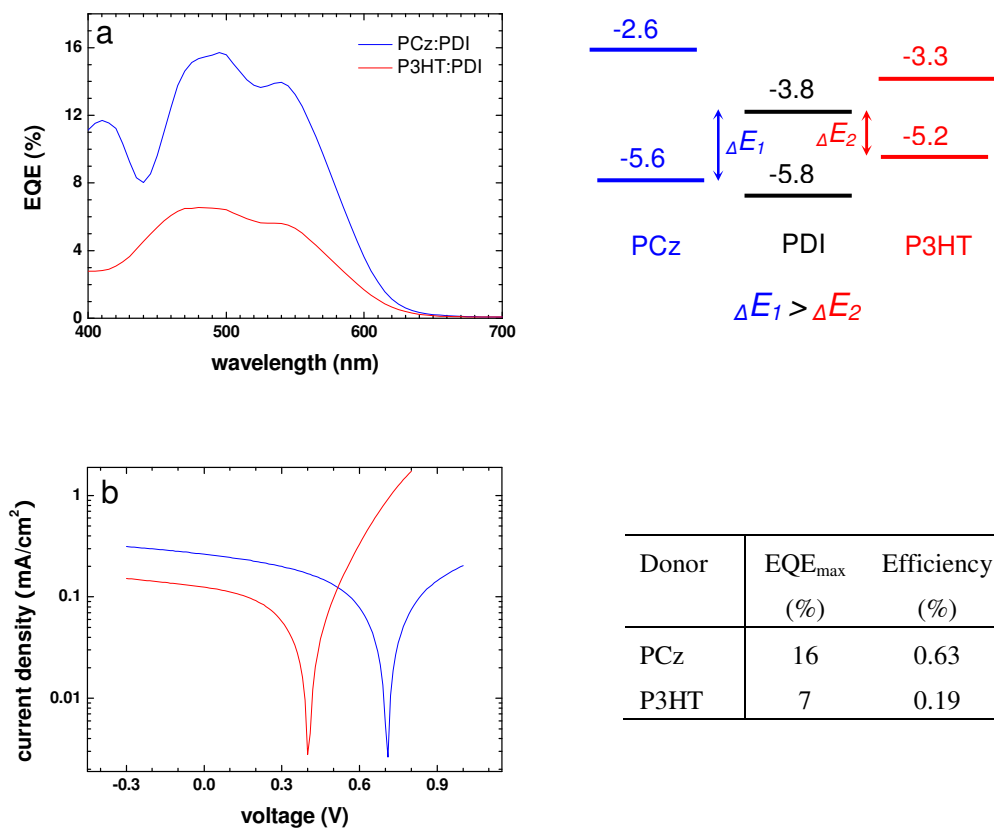 a
PCz:PDI
P3HT:PDI
16
12
8
4
0
EQE (%)
400 500 600 700
wavelength (nm)
-2.6
-3.3
-3.8
ΔE1
ΔE2
-5.2
-5.6
-5.8
PCz PDI P3HT
ΔE1 > ΔE2
b
1
0.1
0.01
current density (mA/cm2)
-0.3 0.0 0.3 0.6 0.9
voltage (V)
Donor EQEmax Efficiency
(%) (%)
PCz 16 0.63
P3HT 7 0.19